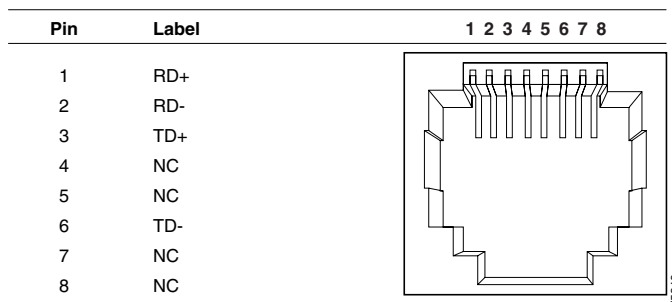 Pin Label 1 2 3 4 5 6 7 8
1 RD+
2 RD-
3 TD+
4 NC
5 NC
6 TD-
7 NC
8 NC